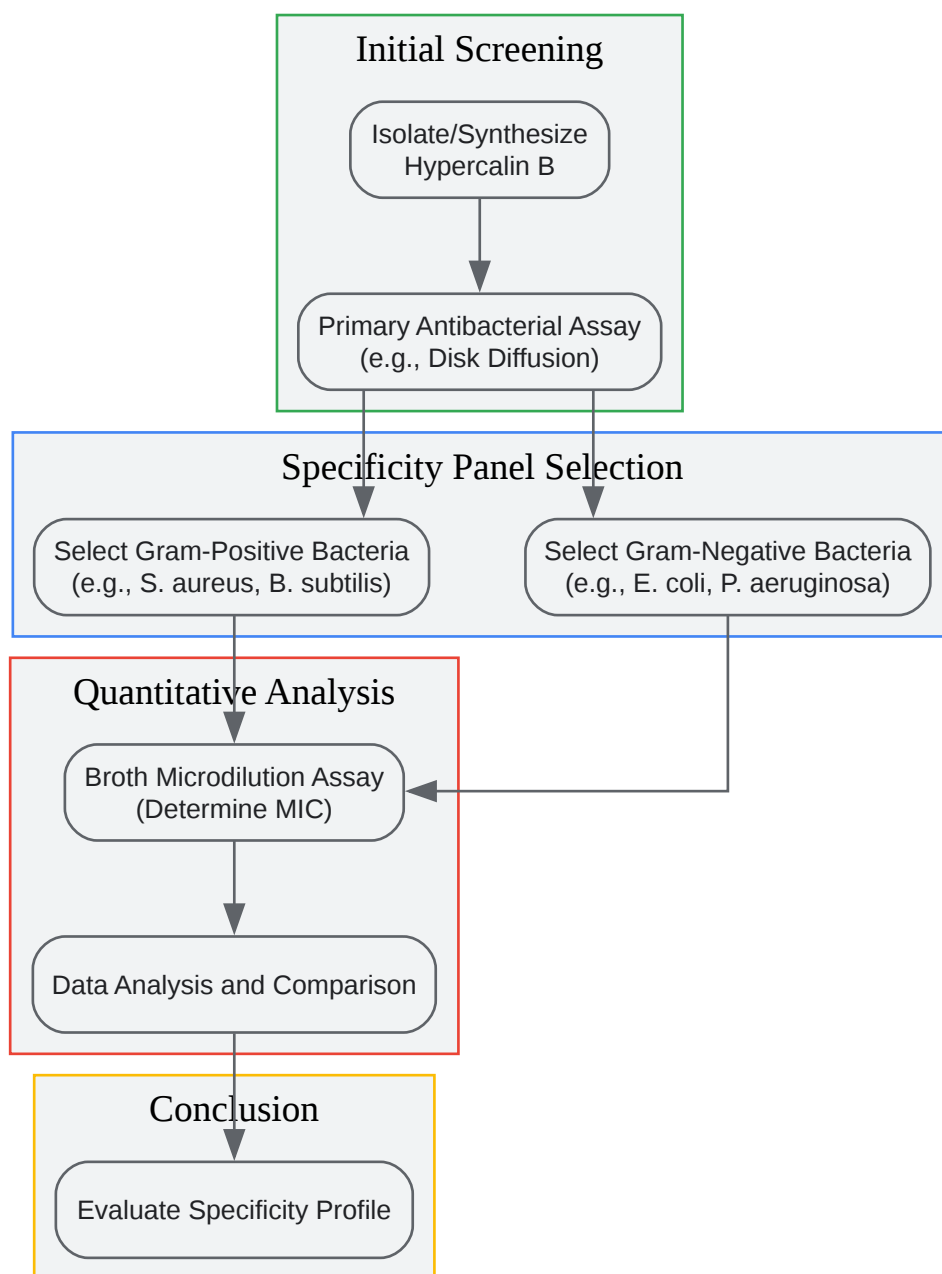 Initial Screening
Isolate/Synthesize
Hypercalin B
Primary Antibacterial Assay
(e.g., Disk Diffusion)
Specificity Panel Selection
Select Gram-Positive Bacteria
(e.g., S. aureus, B. subtilis)
Select Gram-Negative Bacteria
(e.g., E. coli, P. aeruginosa)
Quantitative Analysis
Broth Microdilution Assay
(Determine MIC)
Data Analysis and Comparison
Conclusion
Evaluate Specificity Profile